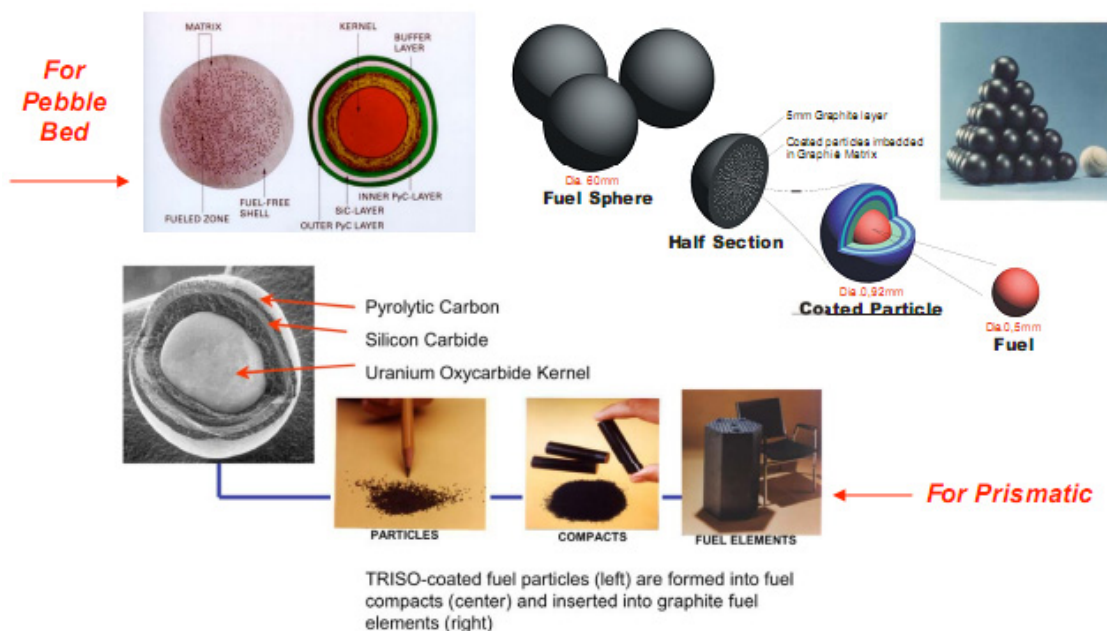 For
Pebble
Bed
MATRIX
KERNEL
BUFFER
LAYER
FUELED ZONE
FUEL-FREE
SHELL
INNER PyC-LAYER
SiC-LAYER
OUTER PyC LAYER
Dia. 60mm
Fuel Sphere
5mm Graphite layer
Coated particles imbedded
in Graphite Matrix
Half Section
Dia.0,92mm
Coated Particle
Dia.0,5mm
Fuel
Pyrolytic Carbon
Silicon Carbide
Uranium Oxycarbide Kernel
PARTICLES
COMPACTS
FUEL ELEMENTS
For Prismatic
TRISO-coated fuel particles (left) are formed into fuel
compacts (center) and inserted into graphite fuel
elements (right)